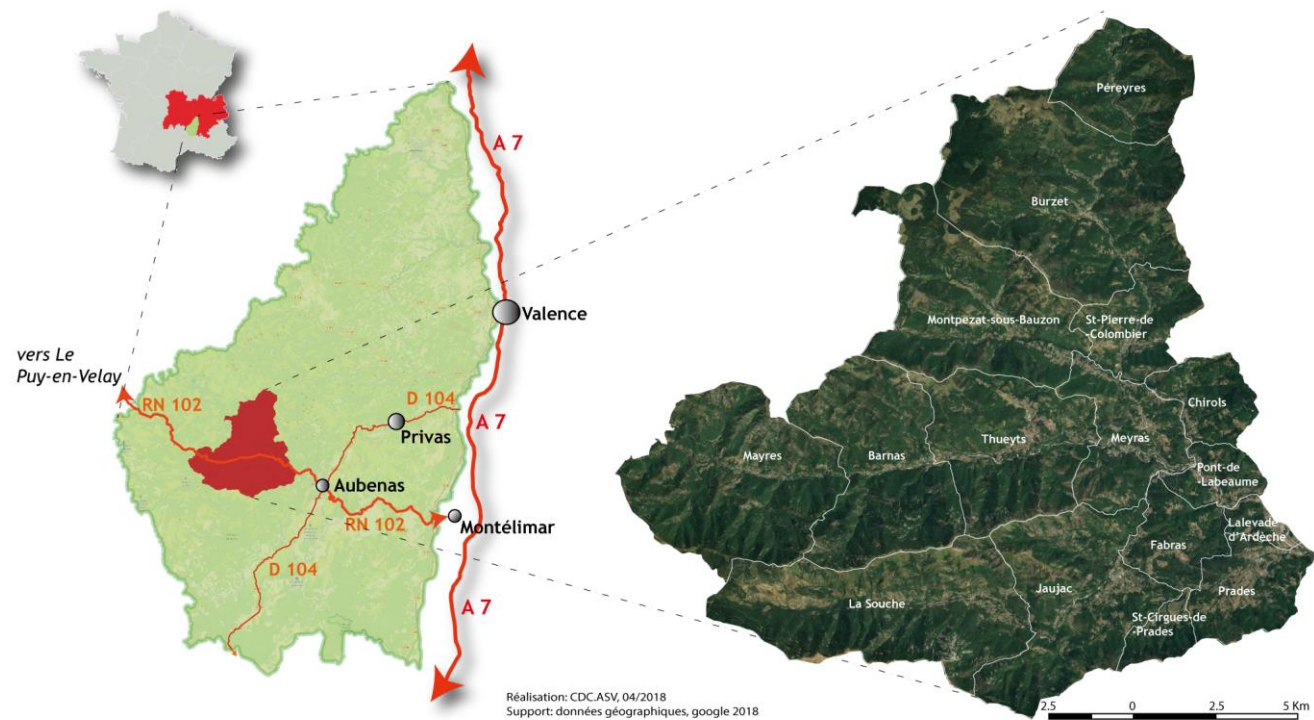 A 7
Valence
vers Le
Puy-en-Velay
RN 102
D 104
Privas
A 7
Aubenas
RN 102
Montélimar
D 104
A 7
Réalisation: CDC.ASV, 04/2018
Support: données géographiques, google 2018
Péreyres
Burzet
Montpezat-sous-Bauzon
St-Pierre-de
-Colombier
Chirols
Thueyts
Meyras
Mayres
Barnas
Pont-de
-Labeaume
Lalevade
d'Ardèche
Fabras
Jaujac
Prades
La Souche
St-Cirgues-de
-Prades
2.5 0 2.5 5 Km